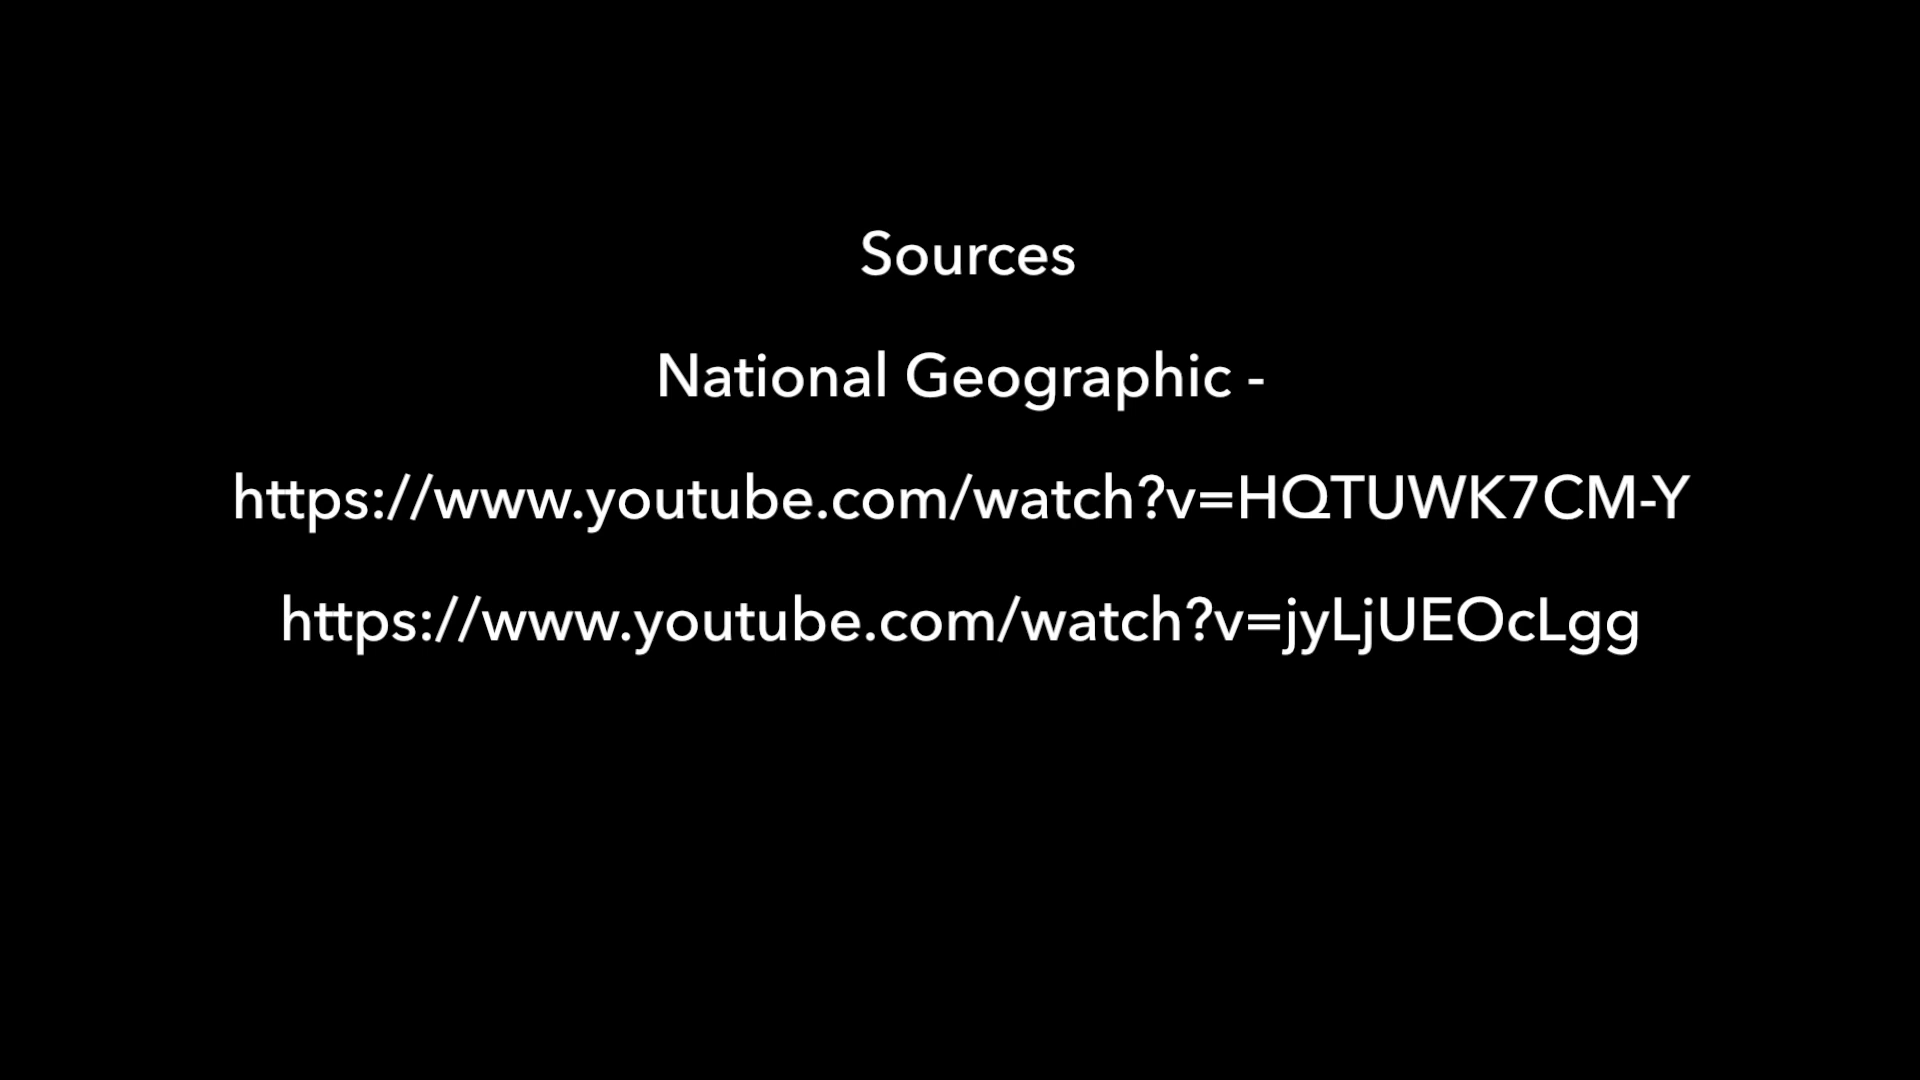 Sources
National Geographic -
https://www.youtube.com/watch?v=HQTUWK7CM-Y
https://www.youtube.com/watch?v=jyLjUEOcLgg